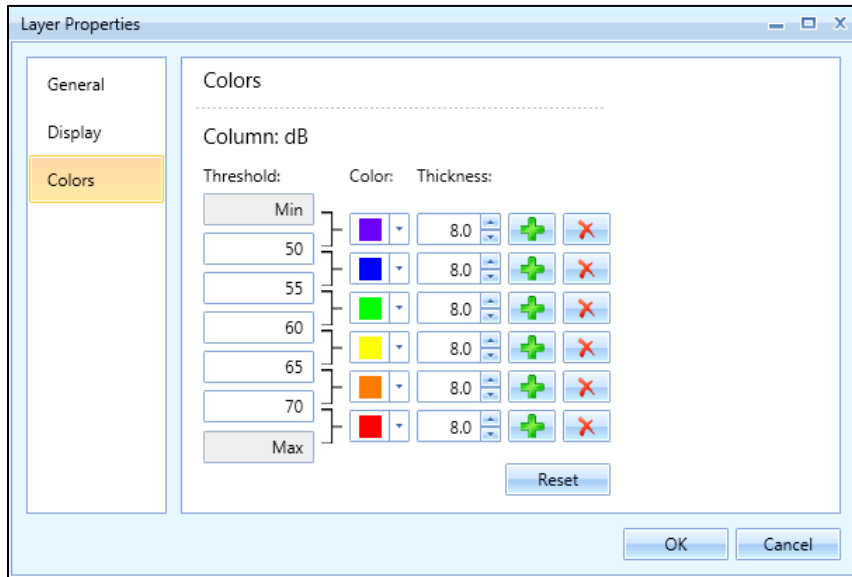 Layer Properties
General
Display
Colors
Colors
Column: dB
Threshold: Color: Thickness:
Min
8.0
50
8.0
55
8.0
60
8.0
65
8.0
70
8.0
Max
Reset
OK Cancel